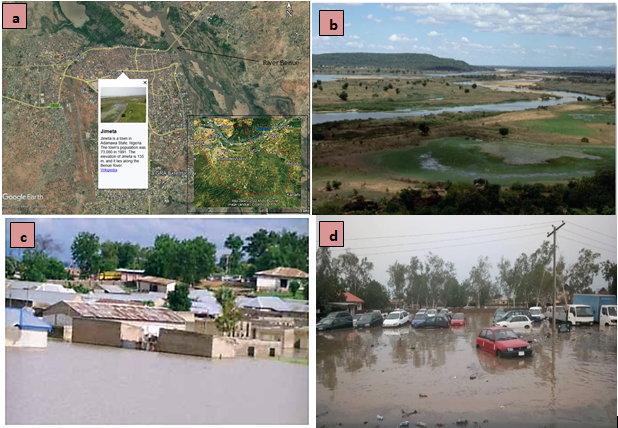 a
River Benue
Jimeta
Jimeta is a town in
Adamawa State, Nigeria.
The town's population was
73,080 in 1991. The
elevation of Jimeta is 135
m. and it lies along the
Benue River
Wikipedia
Google Earth
b
c
d